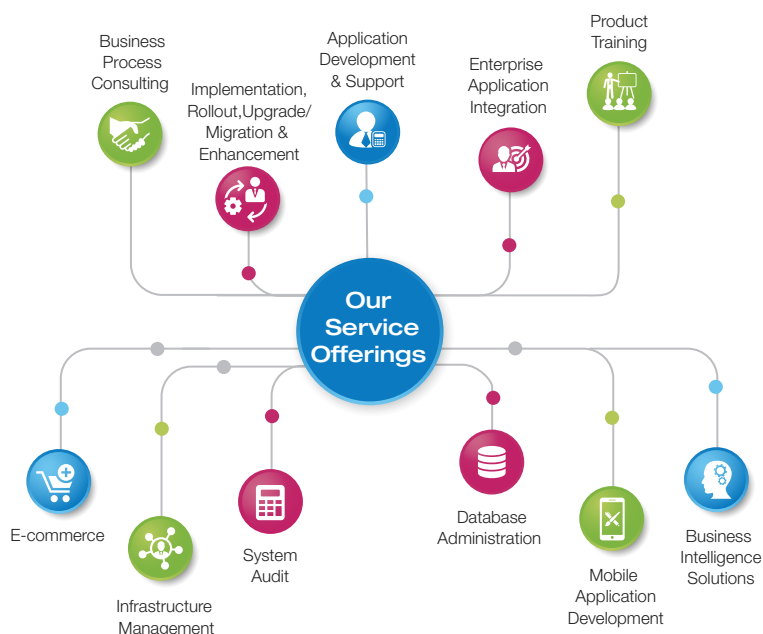 Business
Process
Consulting
Implementation,
Rollout,Upgrade/
Migration &
Enhancement
Application
Development
& Support
Enterprise
Application
Integration
Product
Training
Our
Service
Offerings
E-commerce
Infrastructure
Management
System
Audit
Database
Administration
Mobile
Application
Development
Business
Intelligence
Solutions